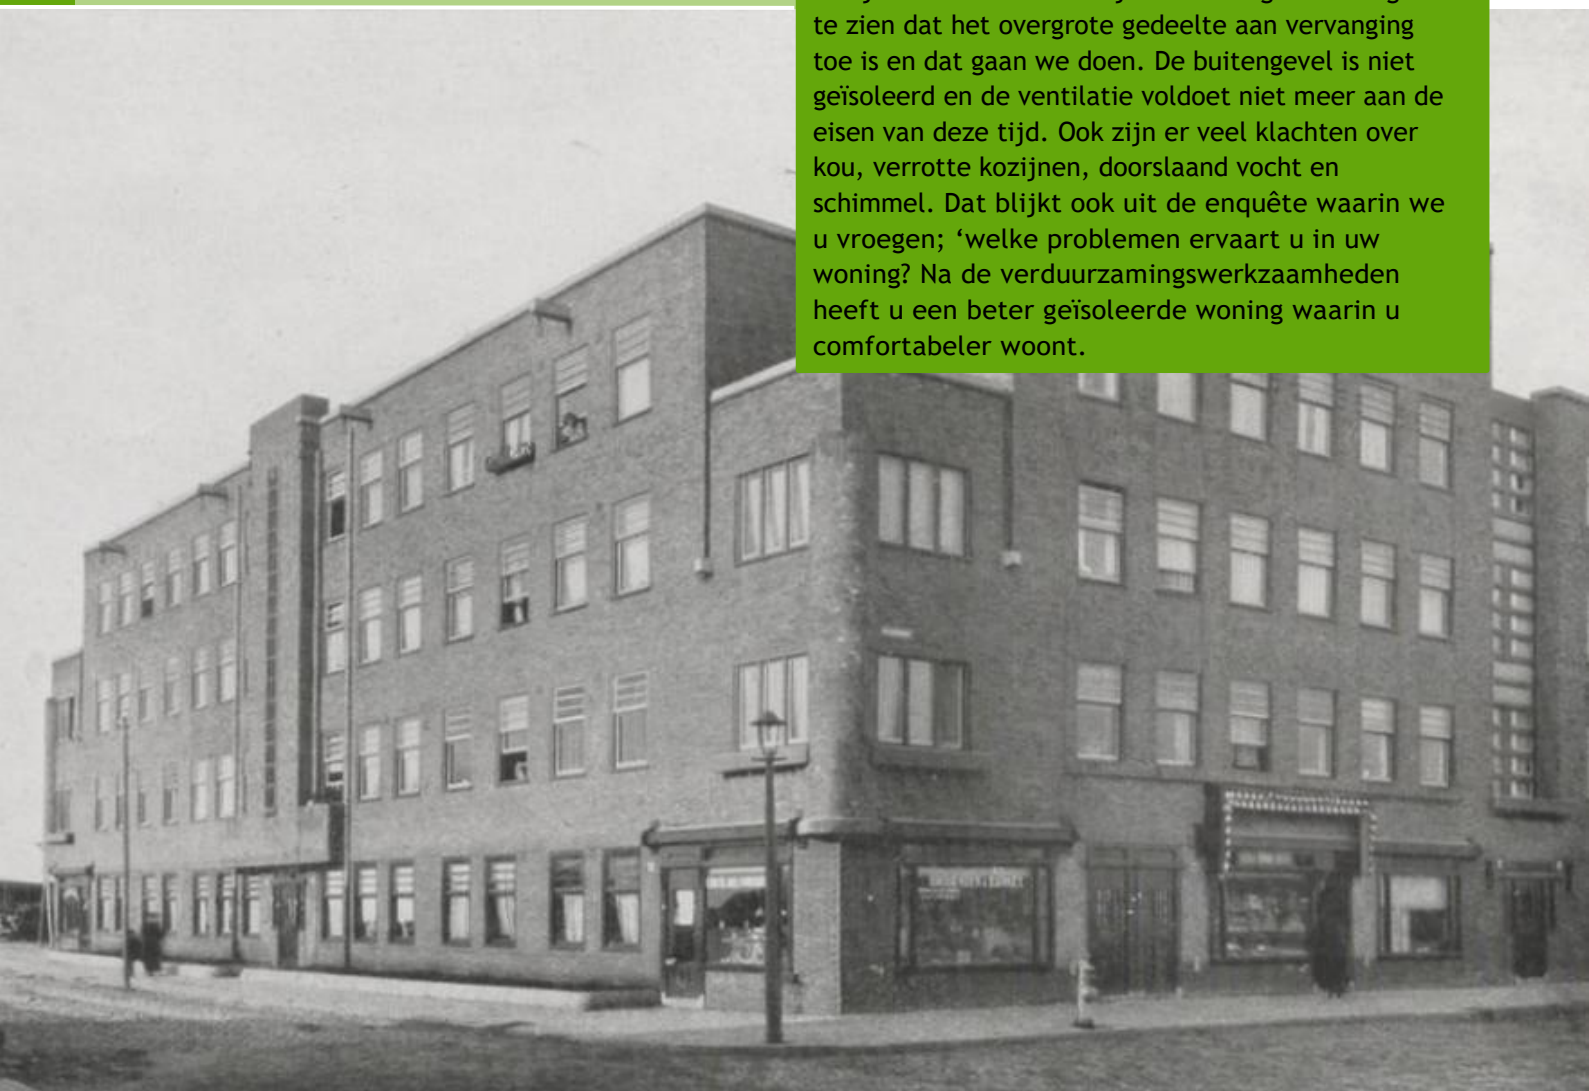 te zien dat het overgrote gedeelte aan vervanging
toe is en dat gaan we doen. De buitengevel is niet
geïsoleerd en de ventilatie voldoet niet meer aan de
eisen van deze tijd. Ook zijn er veel klachten over
kou, verrotte kozijnen, doorslaand vocht en
schimmel. Dat blijkt ook uit de enquête waarin we
u vroegen; ‘welke problemen ervaart u in uw
woning? Na de verduurzamingswerkzaamheden
heeft u een beter geïsoleerde woning waarin u
comfortabeler woont.